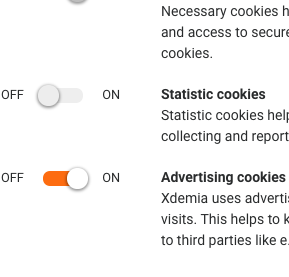 Necessary cookies h
and access to secure
cookies.
OFF ON Statistic cookies
Statistic cookies help
collecting and report
OFF ON Advertising cookies
Xdemia uses advertis
visits. This helps to k
to third parties like e.